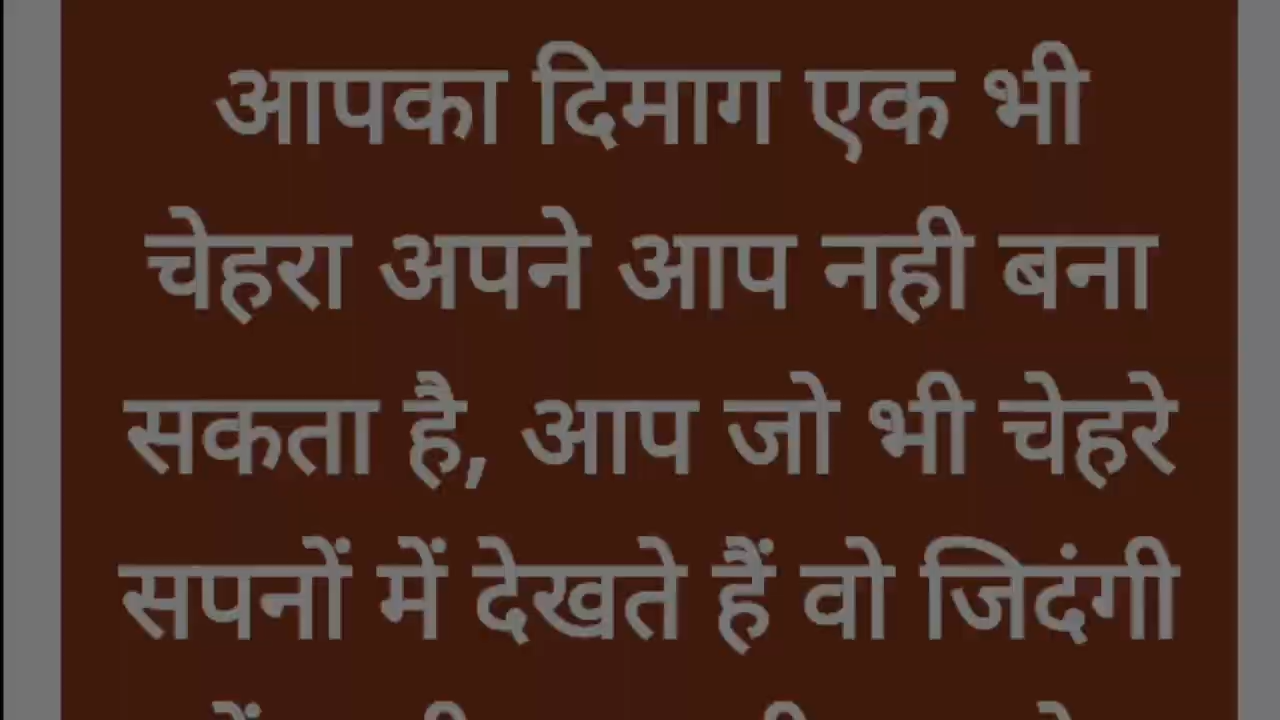 आपका दिमाग एक भी
चेहरा अपने आप नही बना
सकता है, आप जो भी चेहरे
सपनों में देखते हैं वो जिदंगी